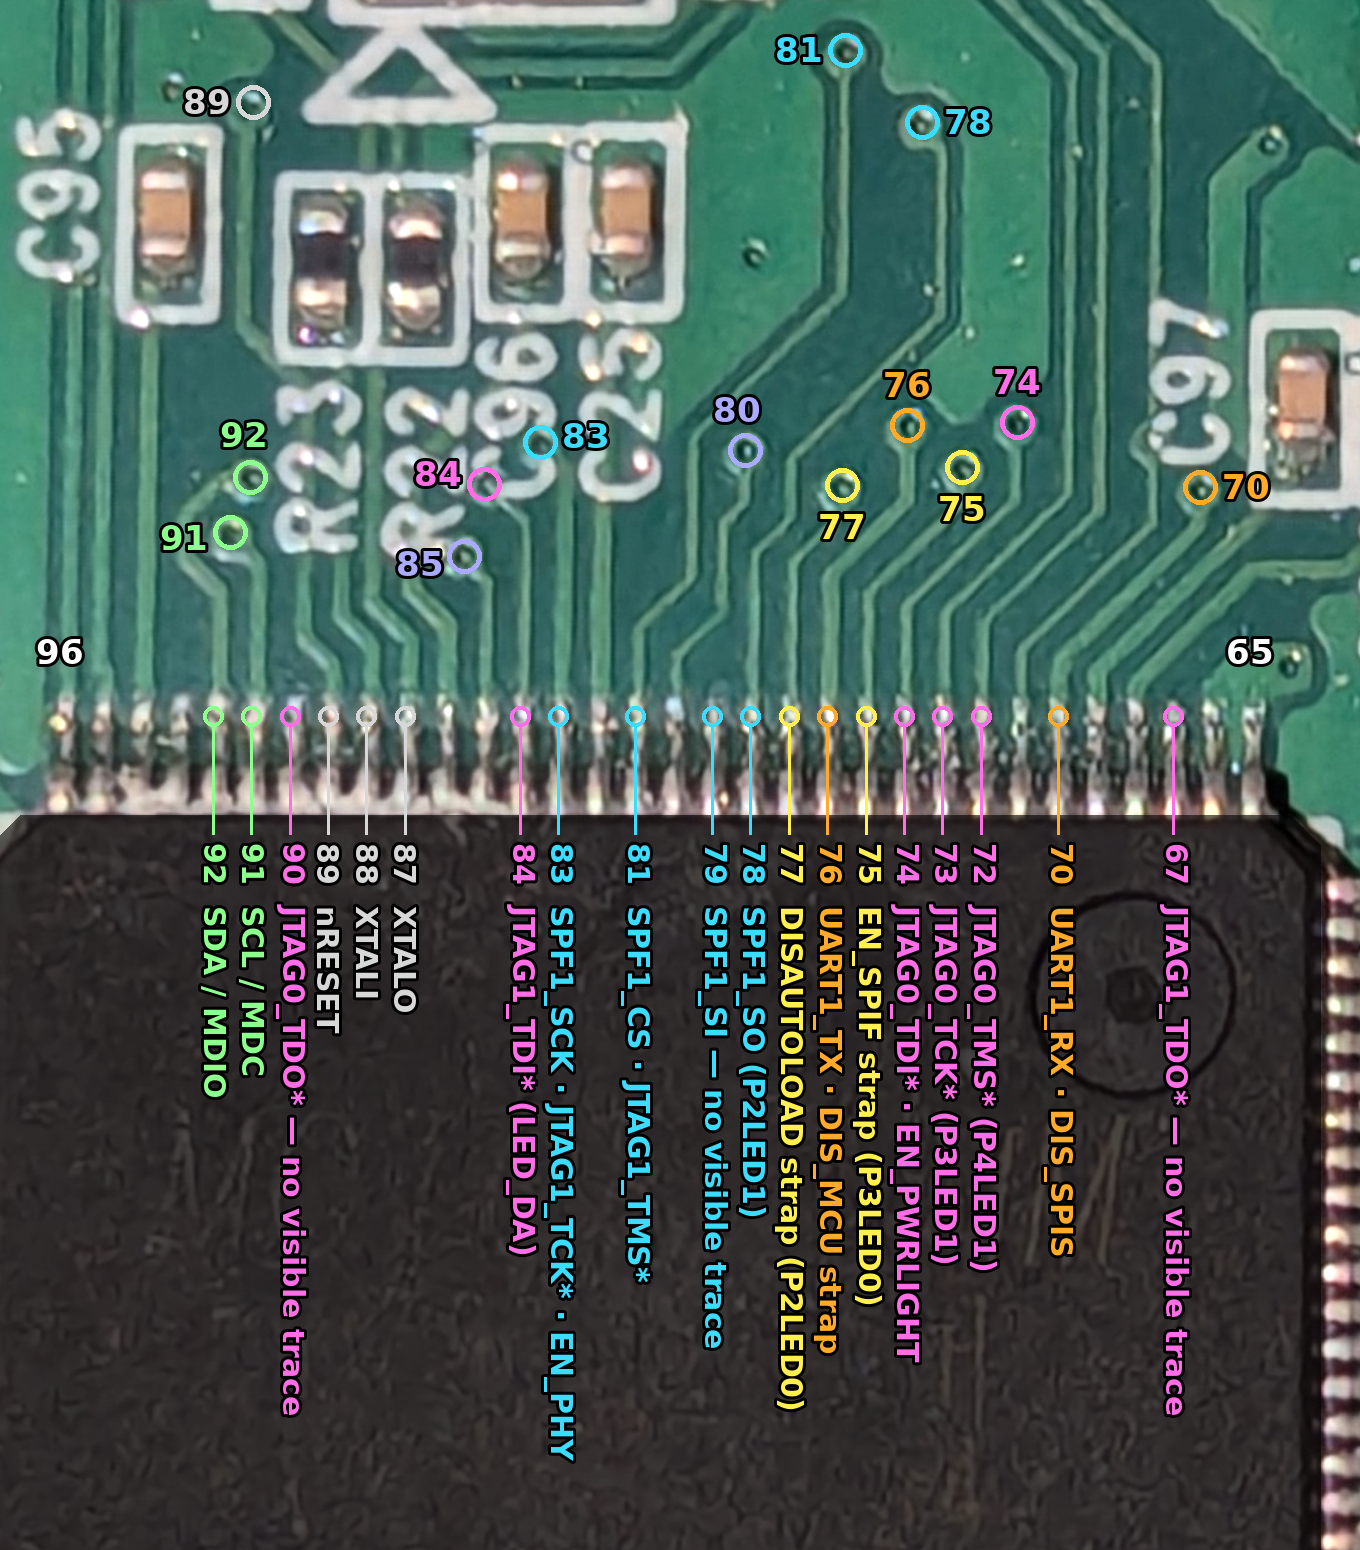 81
89
78
C95
C97
76
74
80
92
83
84
R23
R22
C96
C25
77
75
70
91
85
96
65
92 SDA / MDIO
91 SCL / MDC
90 JTAG0_TDO* — no visible trace
89 nRESET
88 XTALI
87 XTALO
84 JTAG1_TDI* (LED_DA)
83 SPF1_SCK · JTAG1_TCK* · EN_PHY
81 SPF1_CS · JTAG1_TMS*
79 SPF1_SI — no visible trace
78 SPF1_SO (P2LED1)
77 DISAUTOLOAD strap (P2LED0)
76 UART1_TX · DIS_MCU strap
75 EN_SPIF strap (P3LED0)
74 JTAG0_TDI* · EN_PWRLIGHT
73 JTAG0_TCK* (P3LED1)
72 JTAG0_TMS* (P4LED1)
70 UART1_RX · DIS_SPIS
67 JTAG1_TDO* — no visible trace